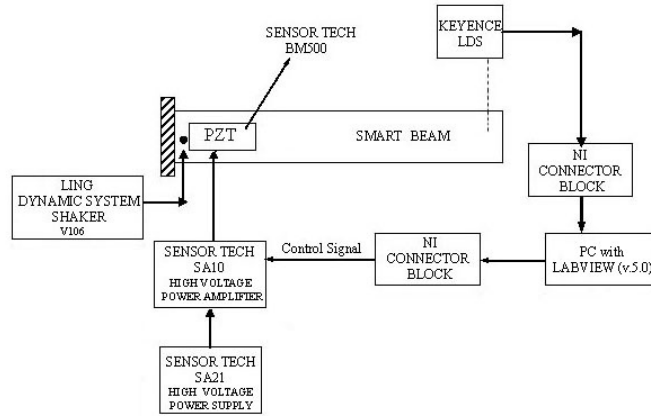 SENSOR TECH
BM500
KEYENCE
LDS
PZT
SMART BEAM
NI
CONNECTOR
BLOCK
LING
DYNAMIC SYSTEM
SHAKER
V106
SENSOR TECH
SA10
HIGH VOLTAGE
POWER AMPLIFIER
Control Signal
NI
CONNECTOR
BLOCK
PC with
LABVIEW (v.5.0)
SENSOR TECH
SA21
HIGH VOLTAGE
POWER SUPPLY